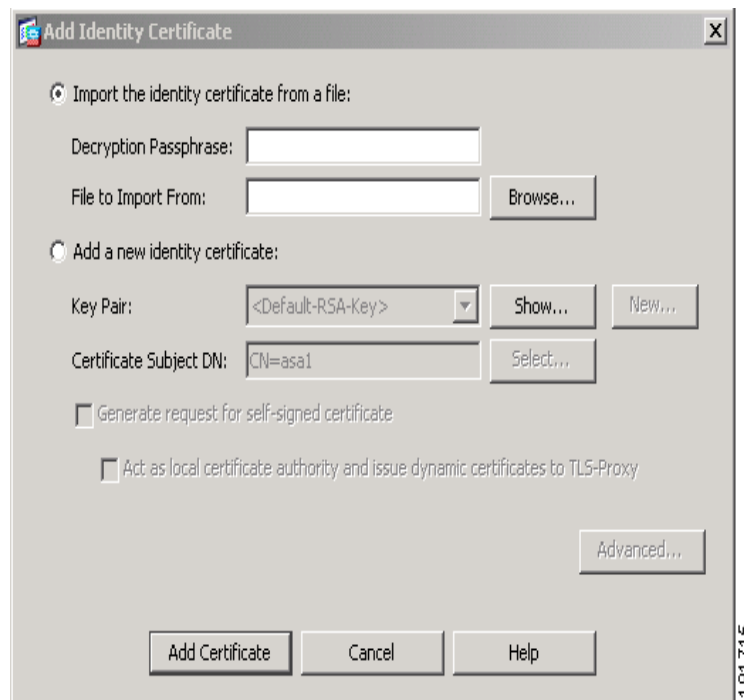 Add Identity Certificate
Import the identity certificate from a file:
Decryption Passphrase:
File to Import From:
Browse...
Add a new identity certificate:
Key Pair:
<Default-RSA-Key>
Show...
New...
Certificate Subject DN:
CN=asa1
Select...
Generate request for self-signed certificate
Act as local certificate authority and issue dynamic certificates to TLS-Proxy
Advanced...
Add Certificate
Cancel
Help